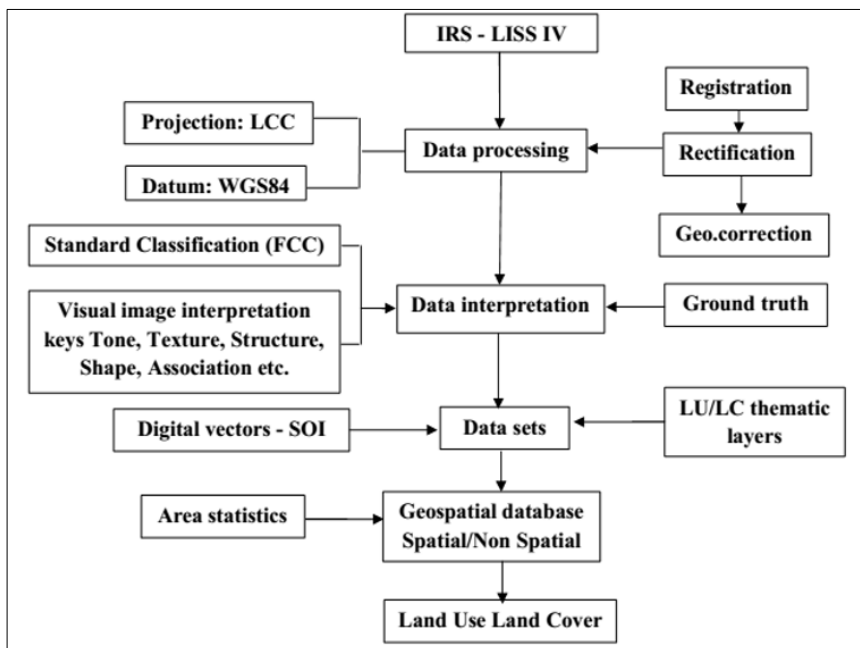 IRS - LISS IV
Registration
Projection: LCC
Data processing
Rectification
Datum: WGS84
Geo.correction
Standard Classification (FCC)
Visual image interpretation
keys Tone, Texture, Structure,
Shape, Association etc.
Data interpretation
Ground truth
Digital vectors - SOI
Data sets
LU/LC thematic
layers
Area statistics
Geospatial database
Spatial/Non Spatial
Land Use Land Cover